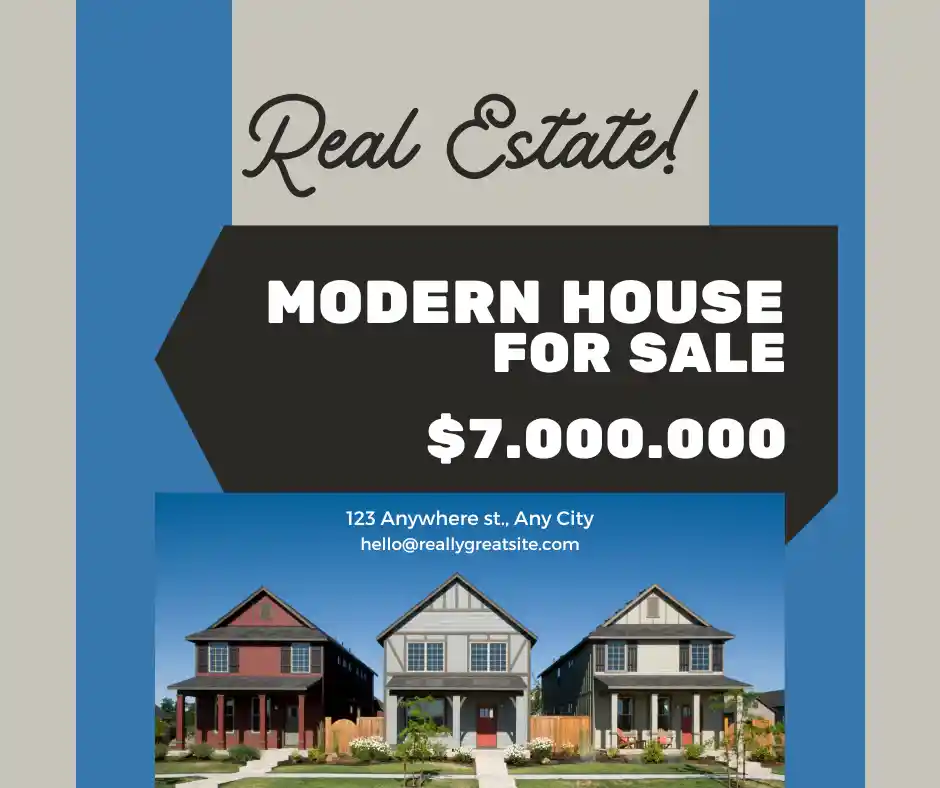 Real Estate!
MODERN HOUSE
FOR SALE
$7.000.000
123 Anywhere st., Any City
hello@reallygreatsite.com